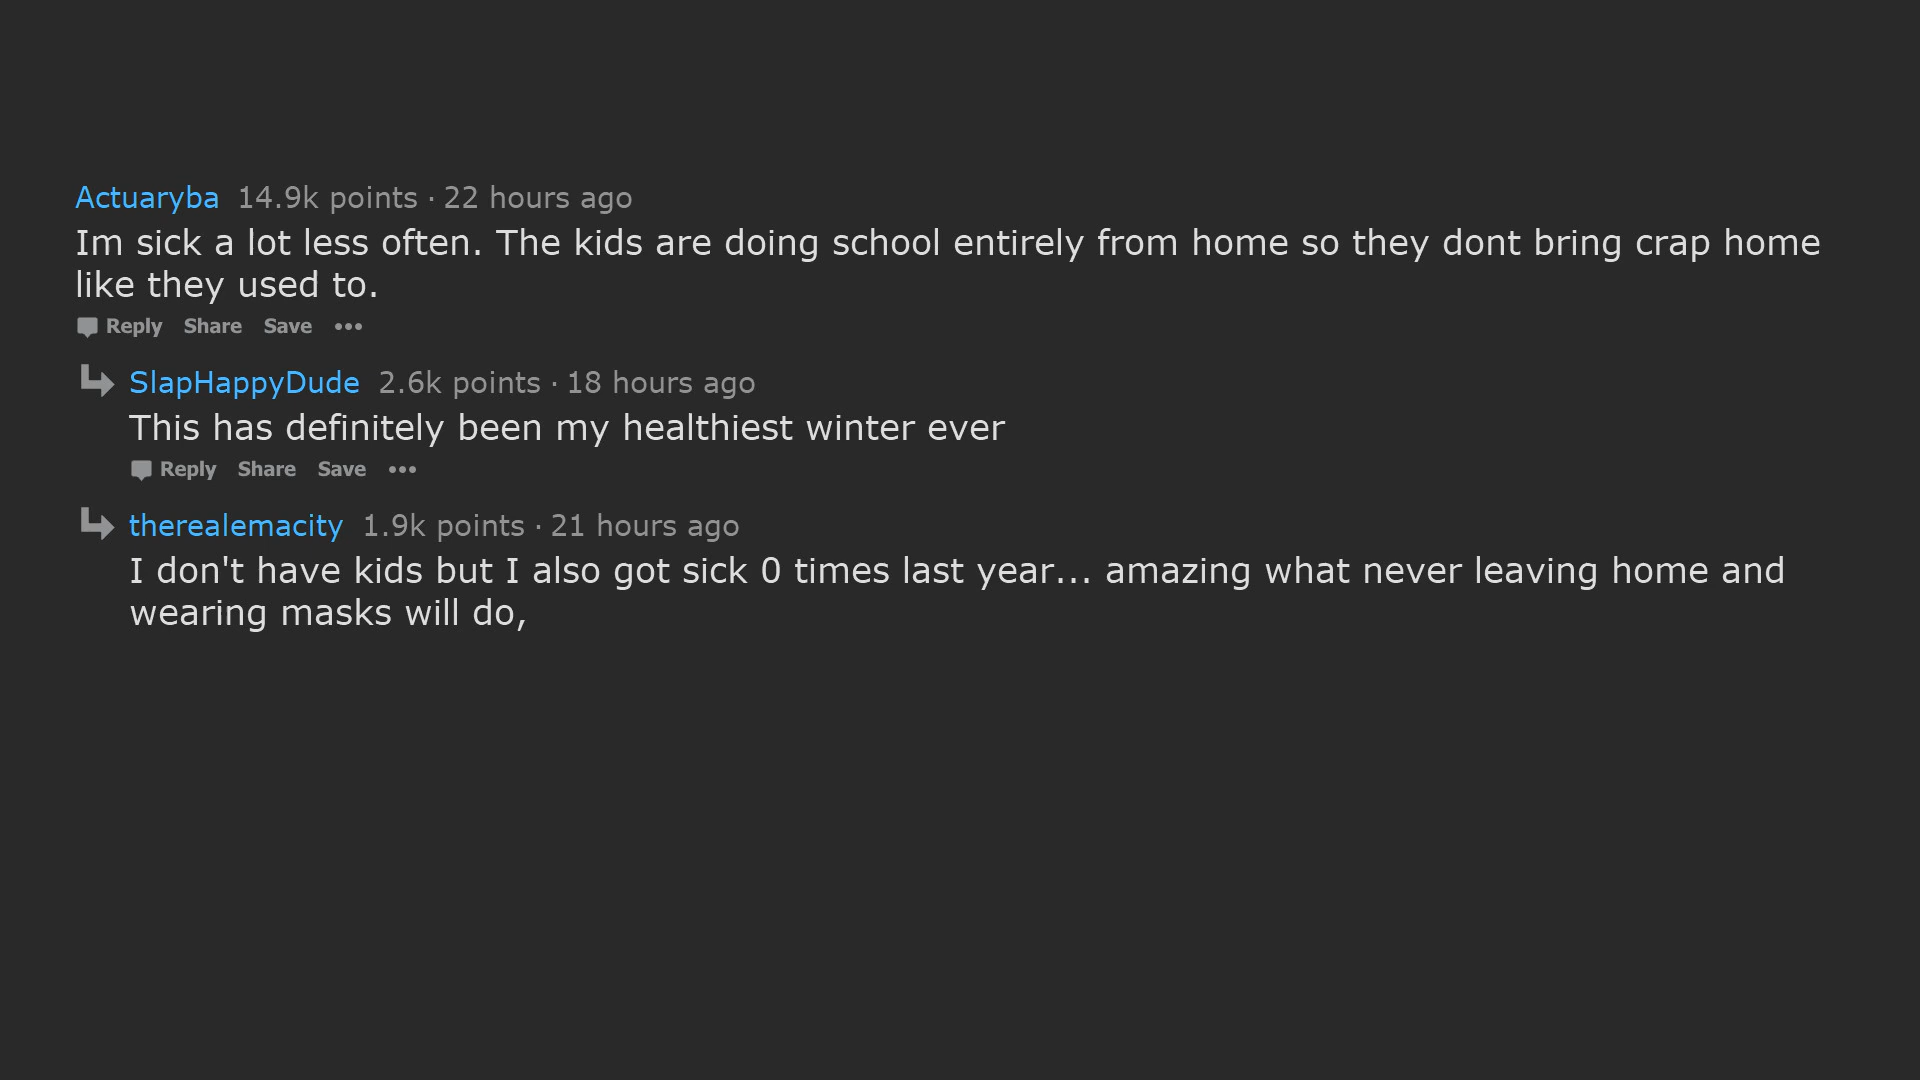 Actuaryba 14.9k points · 22 hours ago
Im sick a lot less often. The kids are doing school entirely from home so they dont bring crap home
like they used to.
Reply Share Save •••
SlapHappyDude 2.6k points · 18 hours ago
This has definitely been my healthiest winter ever
Reply Share Save •••
therealemacity 1.9k points · 21 hours ago
I don't have kids but I also got sick 0 times last year... amazing what never leaving home and
wearing masks will do,